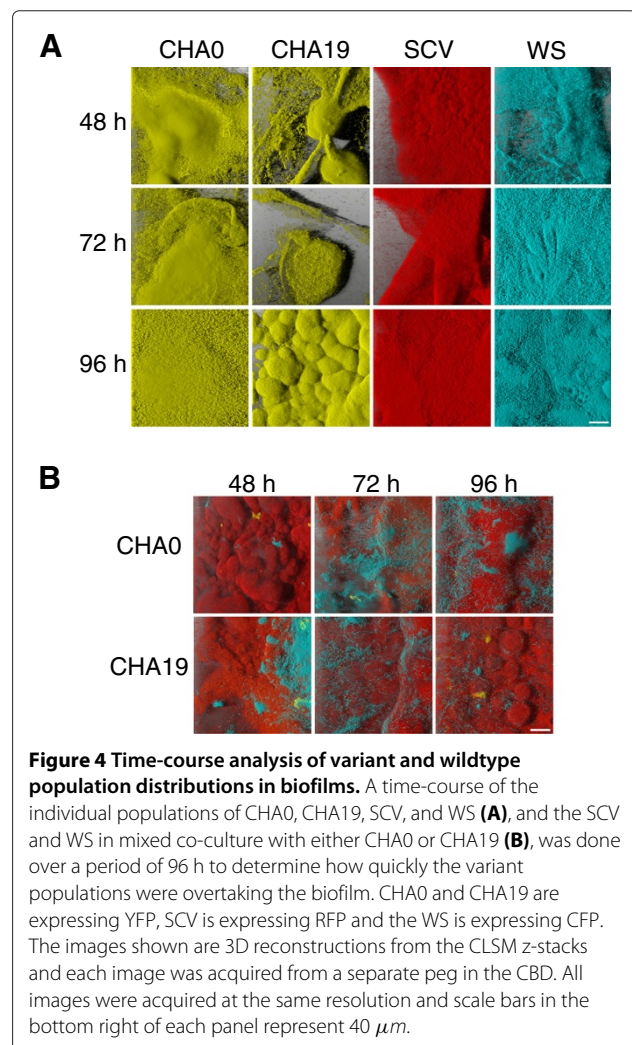 A
CHA0 CHA19 SCV WS
48 h
72 h
96 h
B
48 h 72 h 96 h
CHA0
CHA19
Figure 4 Time-course analysis of variant and wildtype
population distributions in biofilms. A time-course of the
individual populations of CHA0, CHA19, SCV, and WS (A), and the SCV
and WS in mixed co-culture with either CHA0 or CHA19 (B), was done
over a period of 96 h to determine how quickly the variant
populations were overtaking the biofilm. CHA0 and CHA19 are
expressing YFP, SCV is expressing RFP and the WS is expressing CFP.
The images shown are 3D reconstructions from the CLSM z-stacks
and each image was acquired from a separate peg in the CBD. All
images were acquired at the same resolution and scale bars in the
bottom right of each panel represent 40 μm.